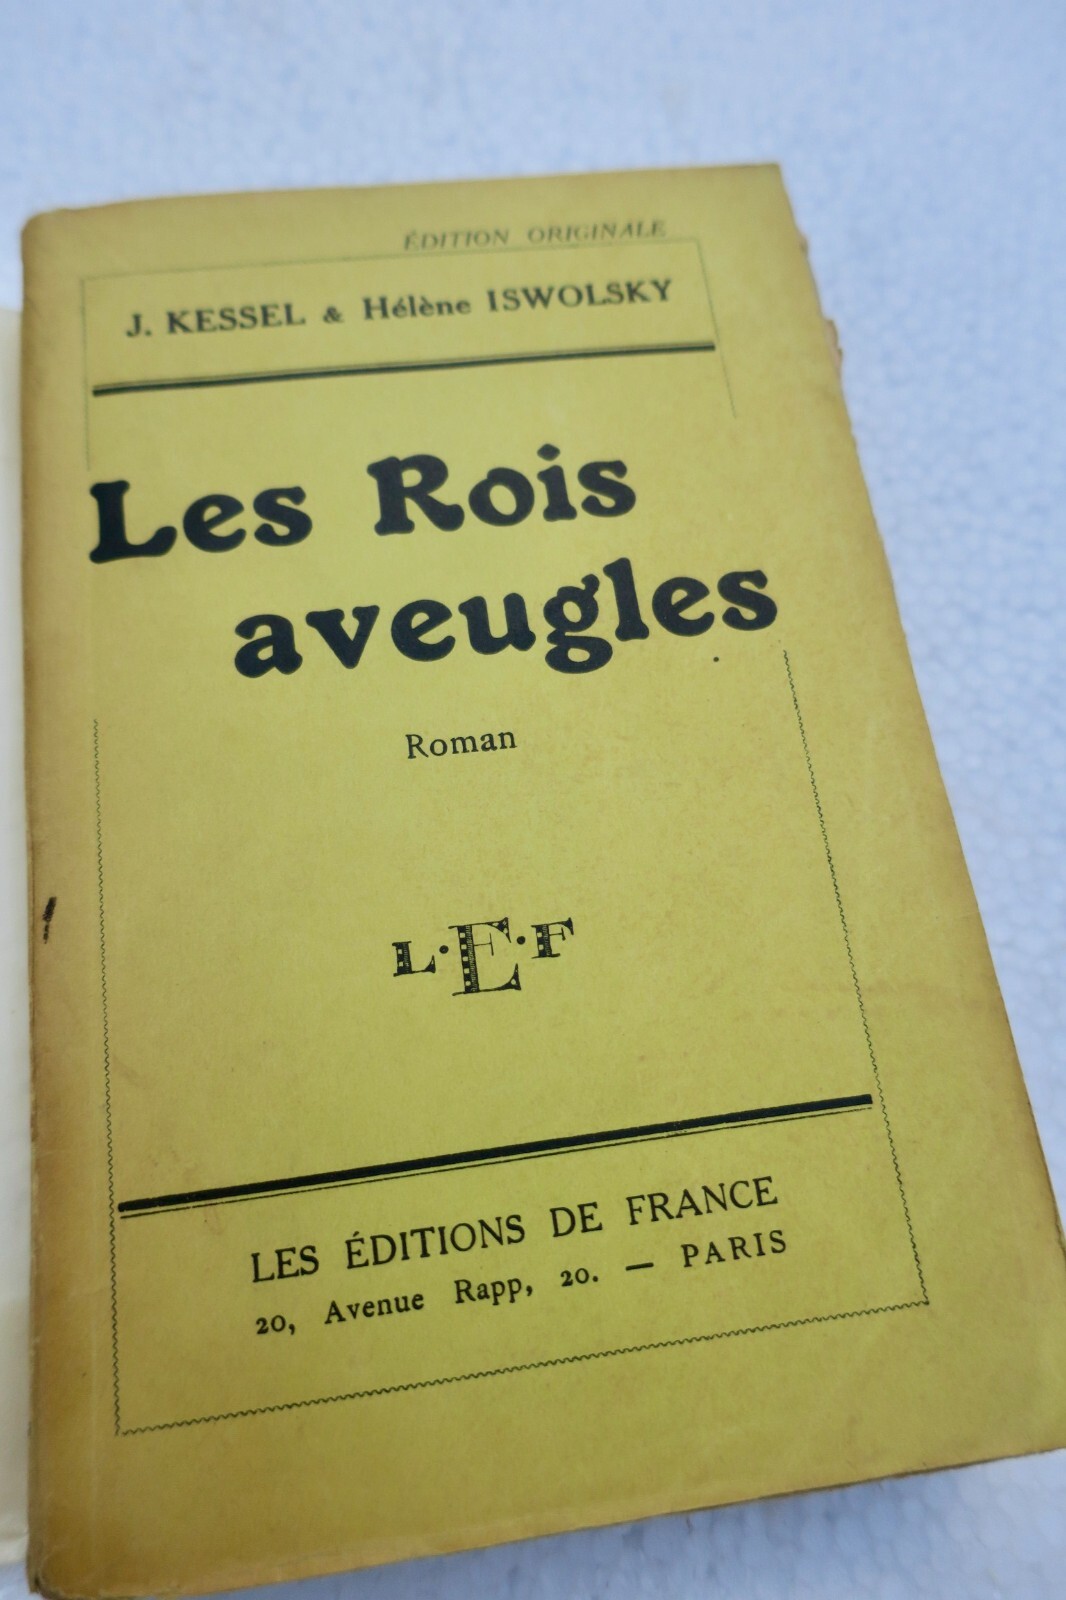 ÉDITION ORIGINALE
J. KESSEL & Hélène ISWOLSKY
Les Rois
aveugles
Roman
L·E·F
LES ÉDITIONS DE FRANCE
20, Avenue Rapp, 20. — PARIS